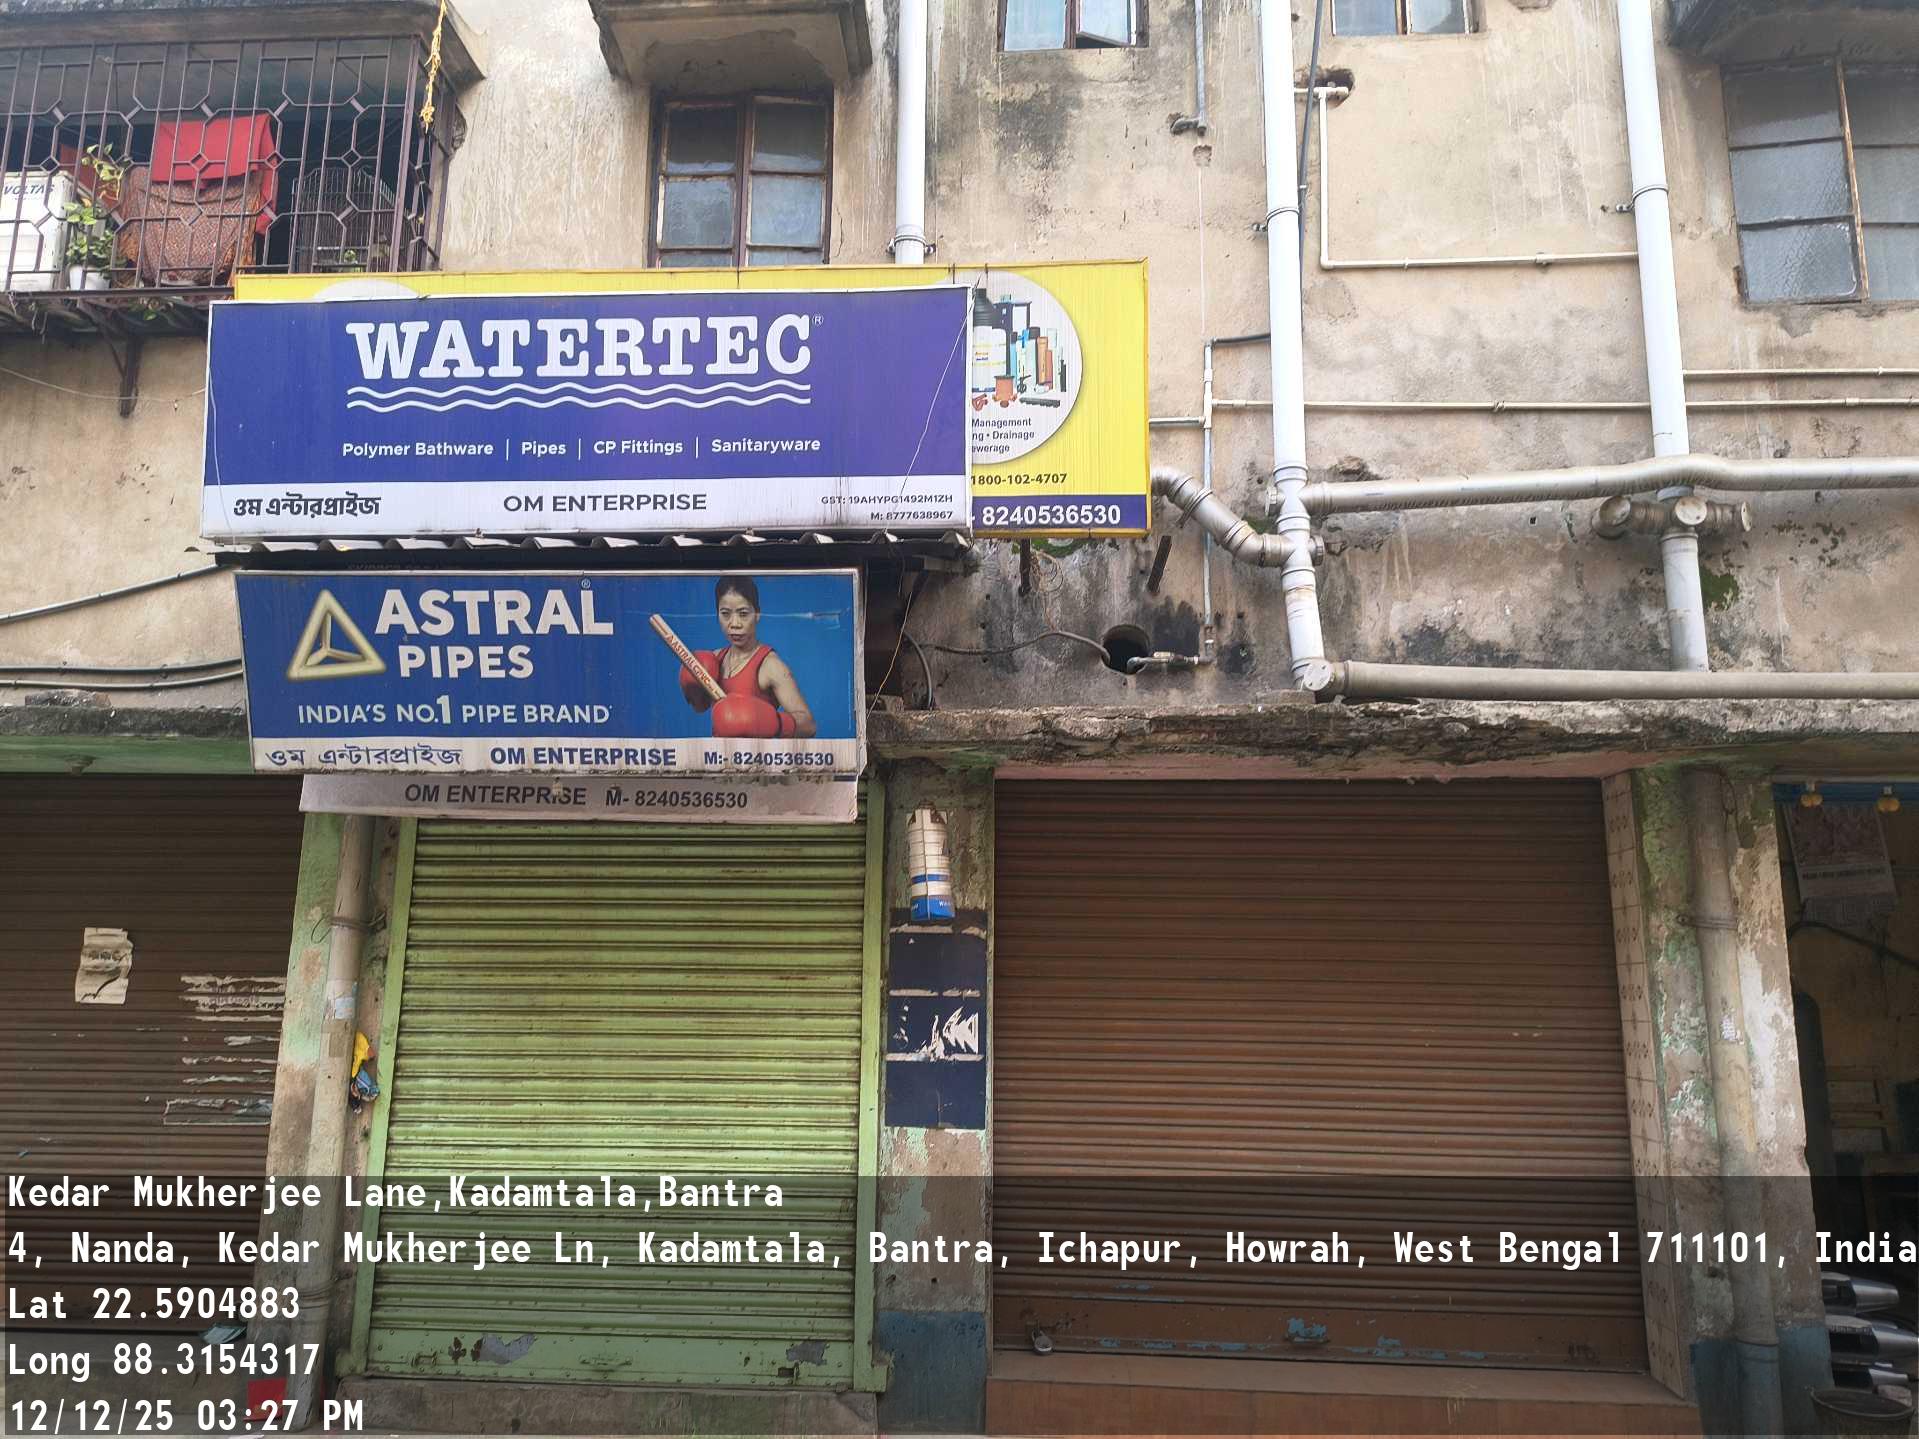 VOLTAS
WATERTEC®
Polymer Bathware | Pipes | CP Fittings | Sanitaryware
ওম এন্টারপ্রাইজ
OM ENTERPRISE
GST: 19AHYPG1492M1ZH
M: 8777638967
Management
Drainage
1800-102-4707
8240536530
ASTRAL®
PIPES
INDIA'S NO.1 PIPE BRAND
ওম এন্টারপ্রাইজ OM ENTERPRISE M:- 8240536530
OM ENTERPRISE M- 8240536530
Kedar Mukherjee Lane,Kadamtala,Bantra
4, Nanda, Kedar Mukherjee Ln, Kadamtala, Bantra, Ichapur, Howrah, West Bengal 711101, India
Lat 22.5904883
Long 88.3154317
12/12/25 03:27 PM